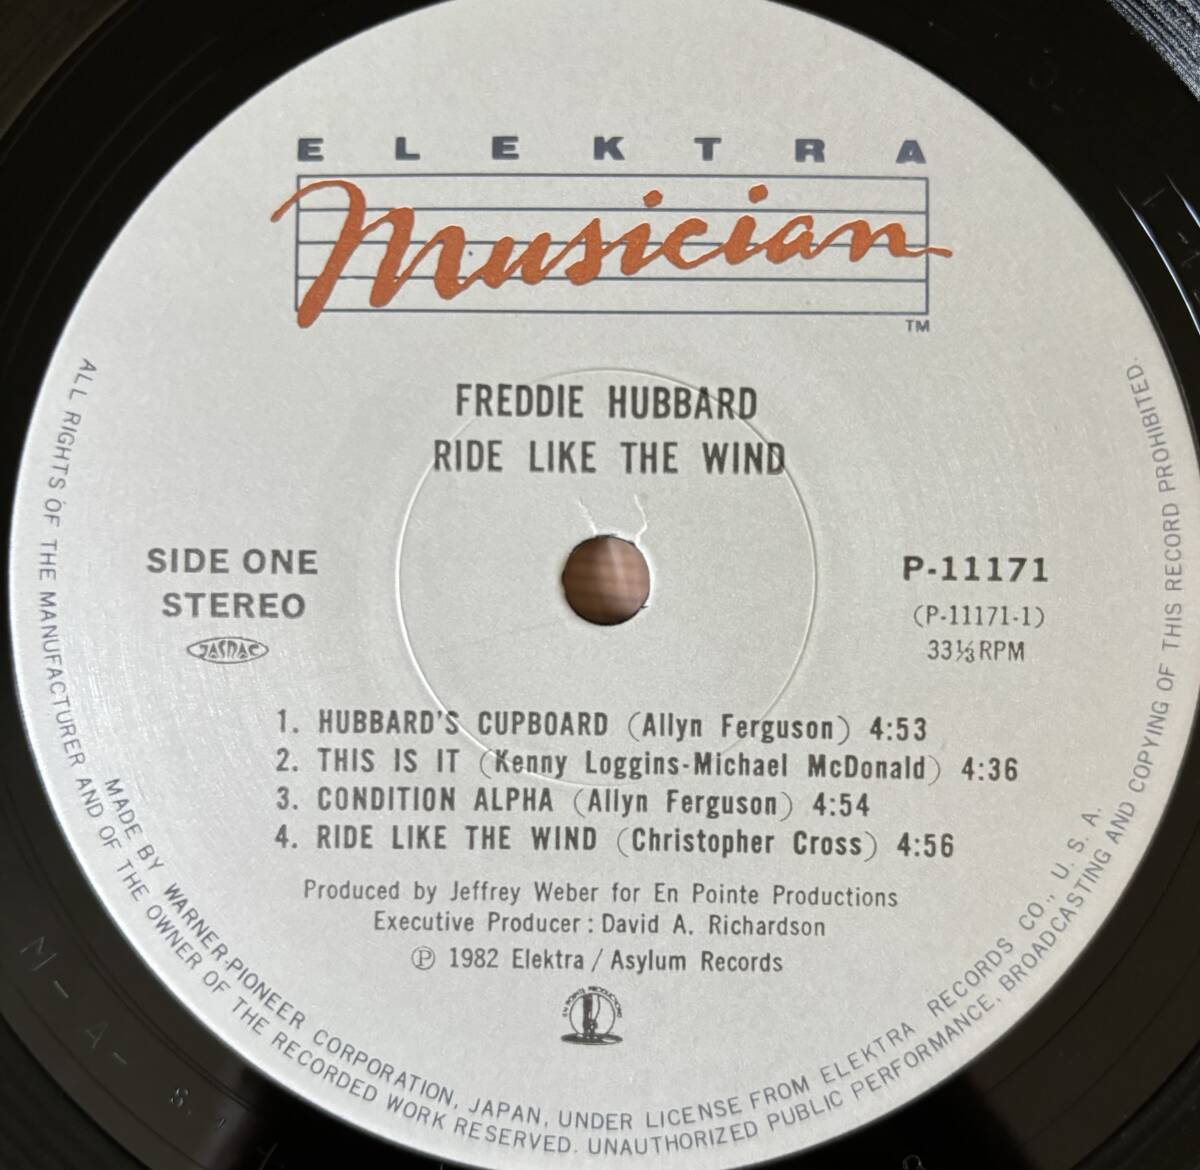 ELEKTRA
Musician
TM
FREDDIE HUBBARD
RIDE LIKE THE WIND
SIDE ONE
STEREO
JASRAC
P-11171
(P-11171-1)
33⅓RPM
1. HUBBARD'S CUPBOARD (Allyn Ferguson) 4:53
2. THIS IS IT (Kenny Loggins-Michael McDonald) 4:36
3. CONDITION ALPHA (Allyn Ferguson) 4:54
4. RIDE LIKE THE WIND (Christopher Cross) 4:56
Produced by Jeffrey Weber for En Pointe Productions
Executive Producer: David A. Richardson
Ⓟ 1982 Elektra / Asylum Records
EN POINTE PRODUCTIONS
MADE BY WARNER-PIONEER CORPORATION, JAPAN, UNDER LICENSE FROM ELEKTRA RECORDS CO., U. S. A.
ALL RIGHTS OF THE MANUFACTURER AND OF THE OWNER OF THE RECORDED WORK RESERVED. UNAUTHORIZED PUBLIC PERFORMANCE, BROADCASTING AND COPYING OF THIS RECORD PROHIBITED.
M-A-S.